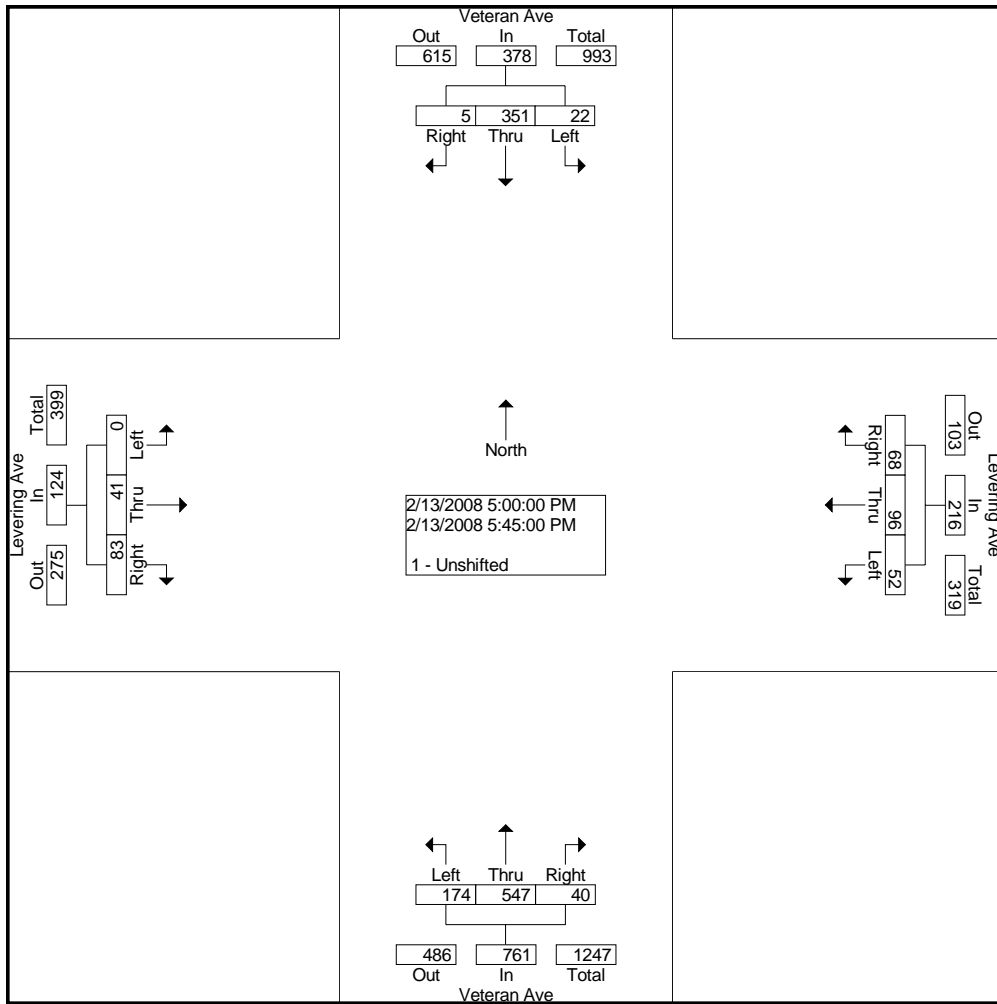 Veteran Ave
Out In Total
615 378 993
5 351 22
Right Thru Left
Levering Ave
Total In Out
399 124 275
0 41 83
Left Thru Right
North
2/13/2008 5:00:00 PM
2/13/2008 5:45:00 PM
1 - Unshifted
Right Thru Left
68 96 52
Out In Total
103 216 319
Levering Ave
Left Thru Right
174 547 40
486 761 1247
Out In Total
Veteran Ave